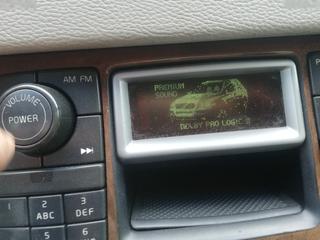 AM FM
VOLUME
POWER
PREMIUM
SOUND
DOLBY PRO LOGIC II
1
2
ABC
3
DEF